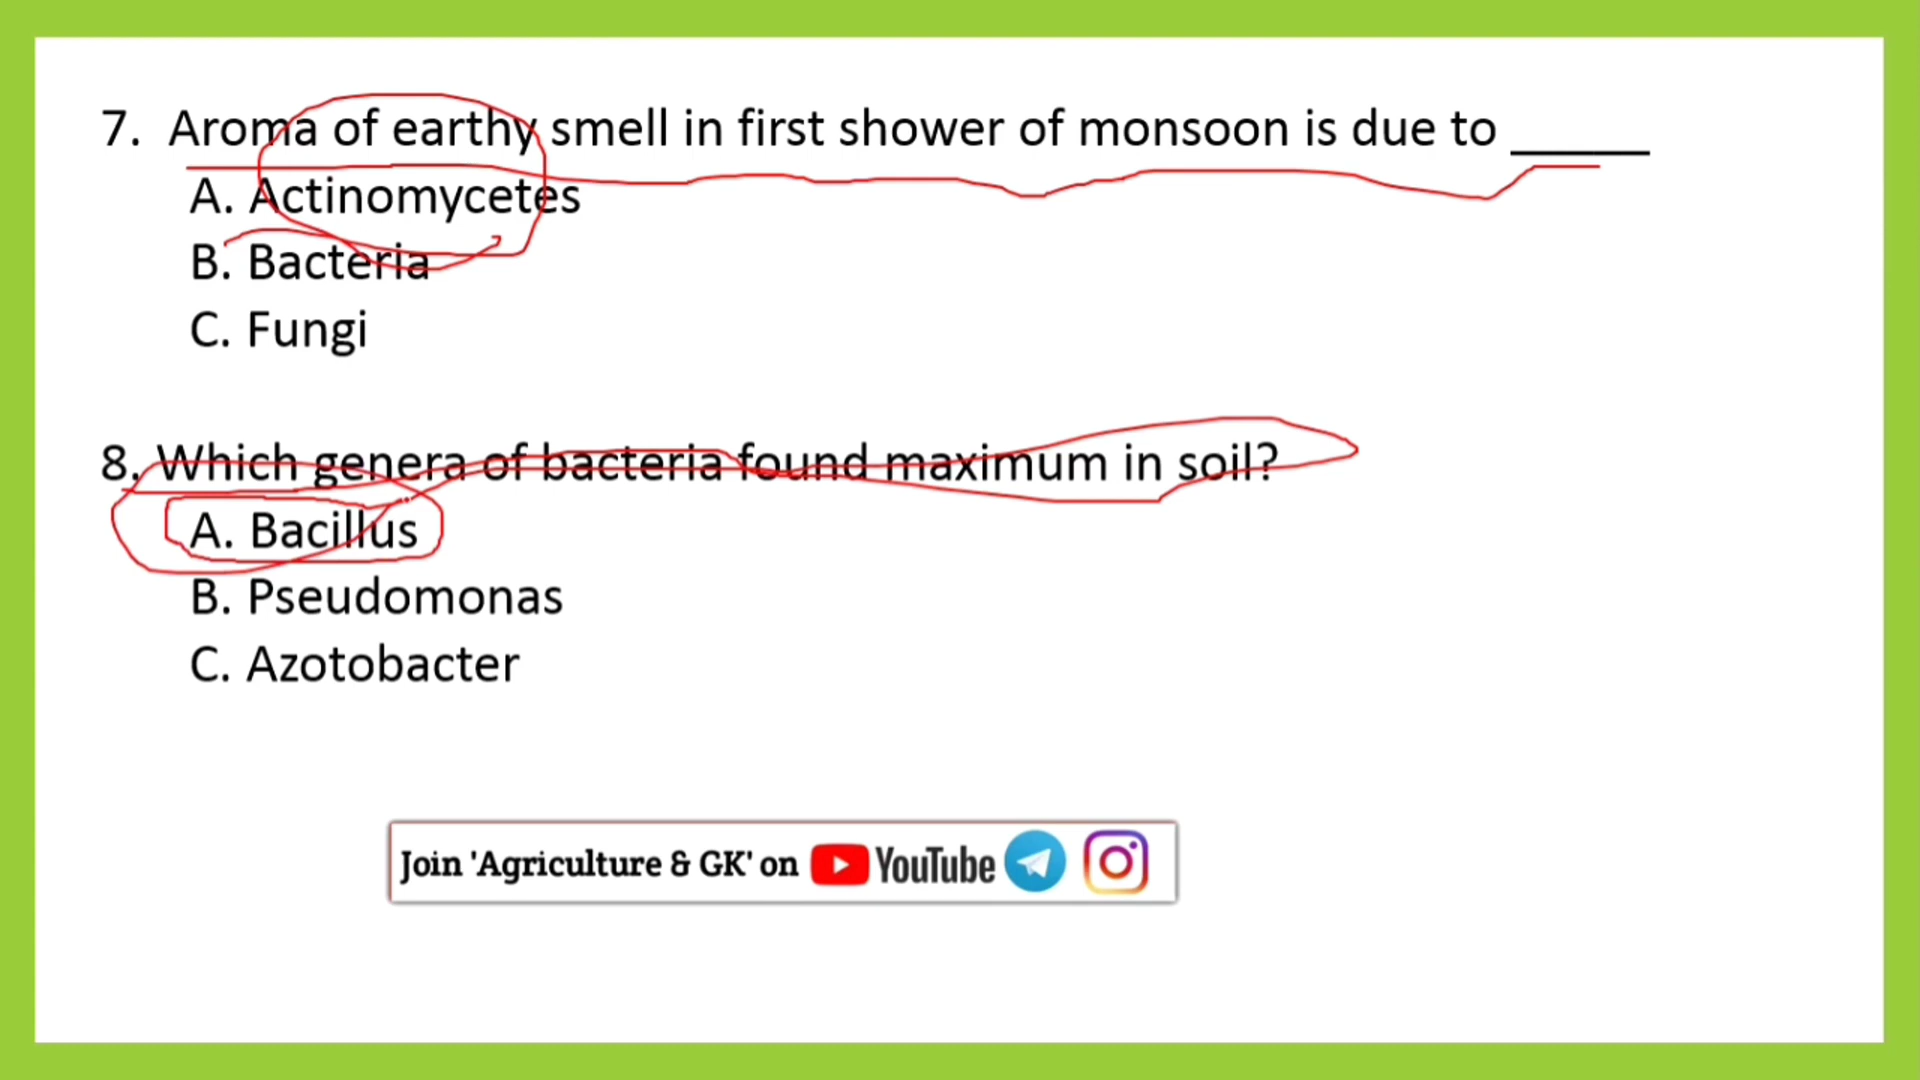 7. Aroma of earthy smell in first shower of monsoon is due to _____
A. Actinomycetes
B. Bacteria
C. Fungi
8. Which genera of bacteria found maximum in soil?
A. Bacillus
B. Pseudomonas
C. Azotobacter
Join 'Agriculture & GK' on YouTube